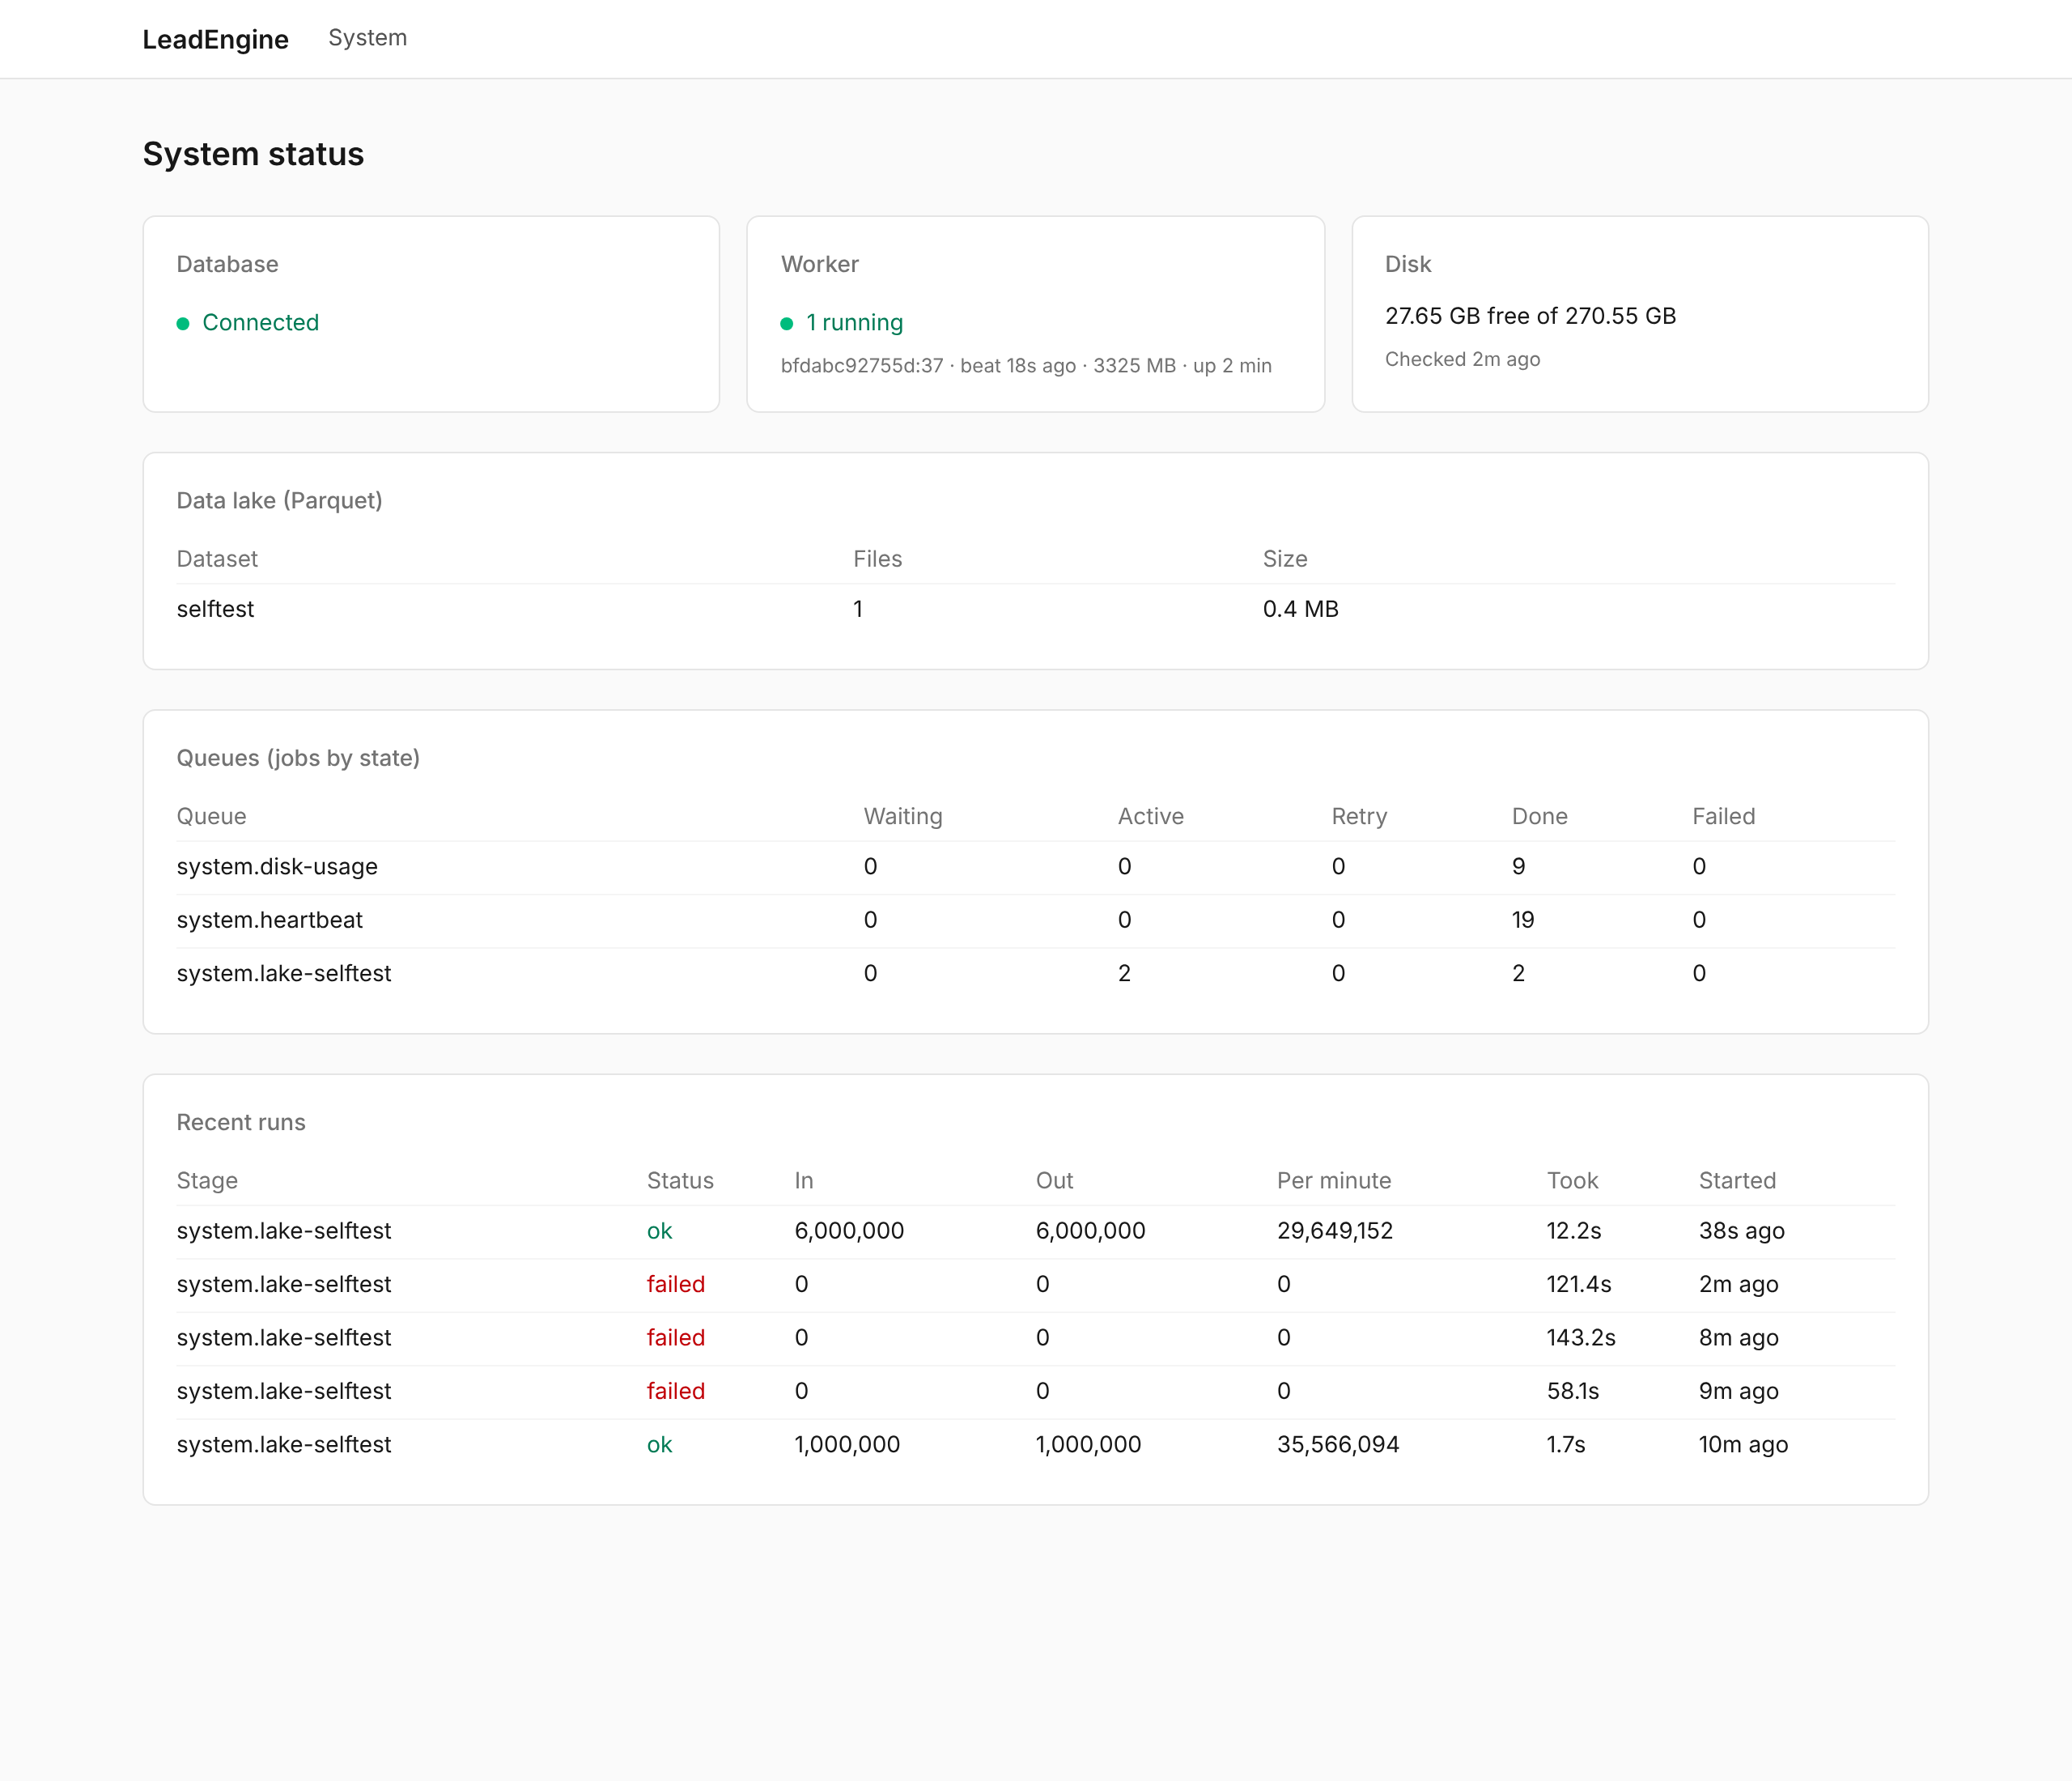 LeadEngine System
System status
Database
Connected
Worker
1 running
bfdabc92755d:37 · beat 18s ago · 3325 MB · up 2 min
Disk
27.65 GB free of 270.55 GB
Checked 2m ago
Data lake (Parquet)
Dataset Files Size
selftest 1 0.4 MB
Queues (jobs by state)
Queue Waiting Active Retry Done Failed
system.disk-usage 0 0 0 9 0
system.heartbeat 0 0 0 19 0
system.lake-selftest 0 2 0 2 0
Recent runs
Stage Status In Out Per minute Took Started
system.lake-selftest ok 6,000,000 6,000,000 29,649,152 12.2s 38s ago
system.lake-selftest failed 0 0 0 121.4s 2m ago
system.lake-selftest failed 0 0 0 143.2s 8m ago
system.lake-selftest failed 0 0 0 58.1s 9m ago
system.lake-selftest ok 1,000,000 1,000,000 35,566,094 1.7s 10m ago